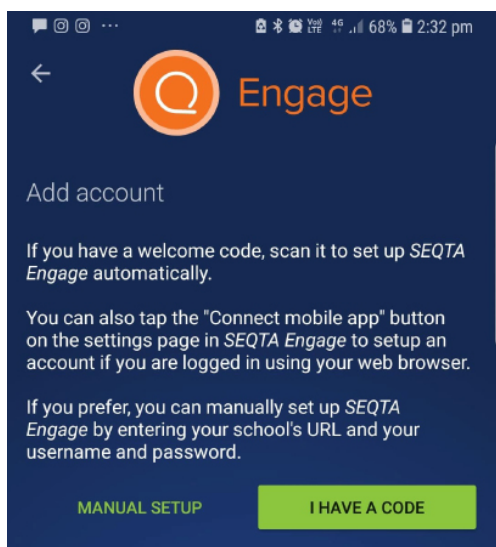 Vo)) LTE 4G 68% 2:32 pm
Engage
Add account
If you have a welcome code, scan it to set up SEQTA
Engage automatically.
You can also tap the "Connect mobile app" button
on the settings page in SEQTA Engage to setup an
account if you are logged in using your web browser.
If you prefer, you can manually set up SEQTA
Engage by entering your school's URL and your
username and password.
MANUAL SETUP
I HAVE A CODE